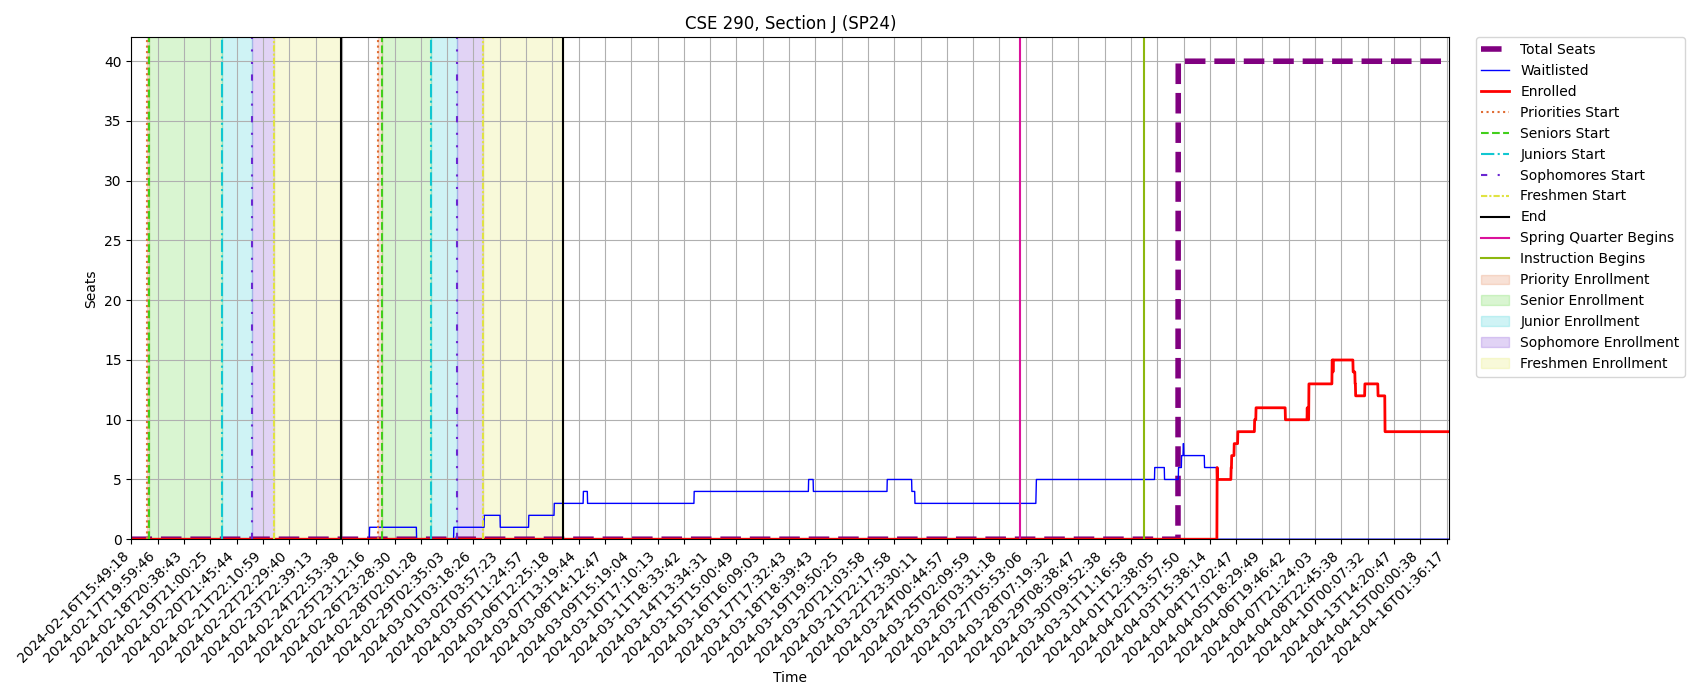 CSE 290, Section J (SP24)
Seats
40
35
30
25
20
15
10
5
0
2024-02-16T15:49:18
2024-02-17T19:59:46
2024-02-18T20:38:43
2024-02-19T21:00:25
2024-02-20T21:45:44
2024-02-21T22:10:59
2024-02-22T22:29:40
2024-02-23T22:39:13
2024-02-24T22:53:38
2024-02-25T23:12:16
2024-02-26T23:28:30
2024-02-28T02:01:28
2024-02-29T02:35:03
2024-03-01T03:18:26
2024-03-02T03:57:23
2024-03-05T11:24:57
2024-03-06T12:25:18
2024-03-07T13:19:44
2024-03-08T14:12:47
2024-03-09T15:19:04
2024-03-10T17:10:13
2024-03-11T18:33:42
2024-03-14T13:34:31
2024-03-15T15:00:49
2024-03-16T16:09:03
2024-03-17T17:32:43
2024-03-18T18:39:43
2024-03-19T19:50:25
2024-03-20T21:03:58
2024-03-21T22:17:58
2024-03-22T23:30:11
2024-03-24T00:44:57
2024-03-25T02:09:59
2024-03-26T03:31:18
2024-03-27T05:53:06
2024-03-28T07:19:32
2024-03-29T08:38:47
2024-03-30T09:52:38
2024-03-31T11:16:58
2024-04-01T12:38:05
2024-04-02T13:57:50
2024-04-03T15:38:14
2024-04-04T17:02:47
2024-04-05T18:29:49
2024-04-06T19:46:42
2024-04-07T21:24:03
2024-04-08T22:45:38
2024-04-10T00:07:32
2024-04-13T14:20:47
2024-04-15T00:00:38
2024-04-16T01:36:17
Time
Total Seats
Waitlisted
Enrolled
Priorities Start
Seniors Start
Juniors Start
Sophomores Start
Freshmen Start
End
Spring Quarter Begins
Instruction Begins
Priority Enrollment
Senior Enrollment
Junior Enrollment
Sophomore Enrollment
Freshmen Enrollment